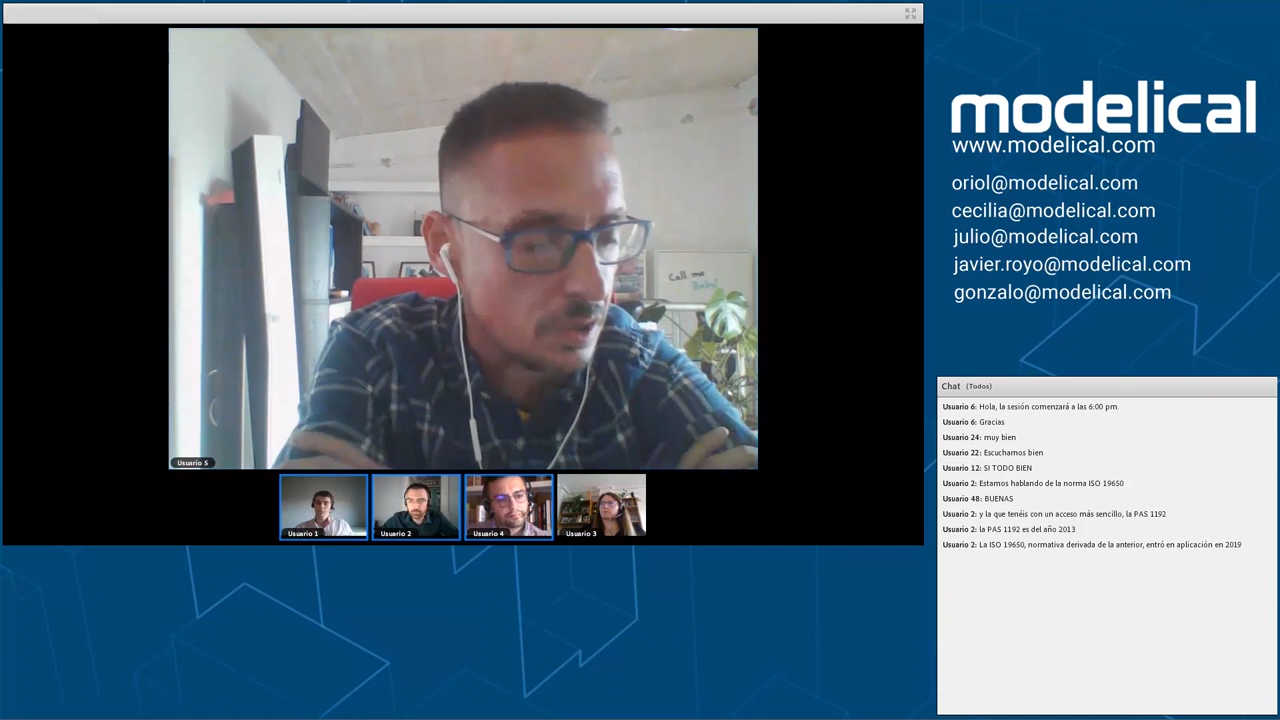 modelical
www.modelical.com
oriol@modelical.com
cecilia@modelical.com
julio@modelical.com
javier.royo@modelical.com
gonzalo@modelical.com
Call me
Usuario 5
Usuario 1
Usuario 2
Usuario 4
Usuario 3
Chat (Todos)
Usuario 6: Hola, la sesión comenzará a las 6:00 pm.
Usuario 6: Gracias
Usuario 24: muy bien
Usuario 22: Escuchamos bien
Usuario 12: SI TODO BIEN
Usuario 2: Estamos hablando de la norma ISO 19650
Usuario 48: BUENAS
Usuario 2: y la que tenéis con un acceso más sencillo, la PAS 1192
Usuario 2: la PAS 1192 es del año 2013
Usuario 2: La ISO 19650, normativa derivada de la anterior, entró en aplicación en 2019